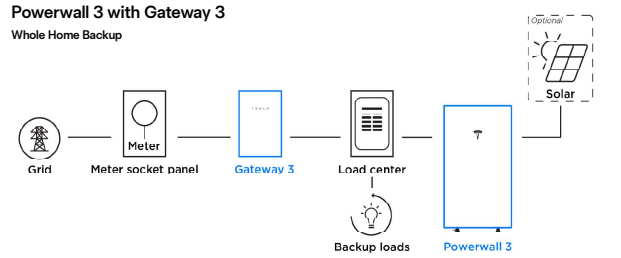 Powerwall 3 with Gateway 3
Whole Home Backup
Optional
Solar
TESLA
Meter
Grid
Meter socket panel
Gateway 3
Load center
Backup loads
Powerwall 3